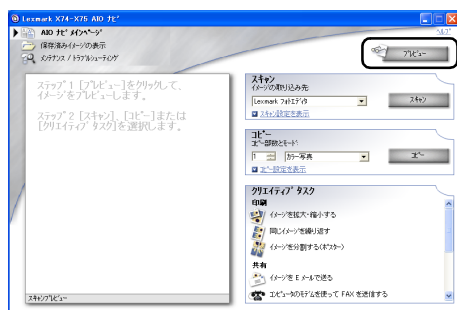 Lexmark X74-X75 AIO ナビ
AIO ナビ メインページ
ヘルプ
保存済みイメージの表示
メンテナンス / トラブルシューティング
プレビュー
ステップ 1 [プレビュー]をクリックして、
イメージをプレビューします。
ステップ 2 [スキャン]、[コピー]または
[クリエイティブ タスク]を選択します。
スキャン
イメージの取り込み先:
Lexmark フォトエディタ
スキャン
スキャン設定を表示
コピー
コピー部数とモード:
1 カラー写真
コピー
コピー設定を表示
クリエイティブ タスク
印刷
イメージを拡大・縮小する
同じイメージを繰り返す
イメージを分割する(ポスター)
共有
イメージを E メールで送る
コンピュータのモデムを使って FAX を送信する
スキャンプレビュー